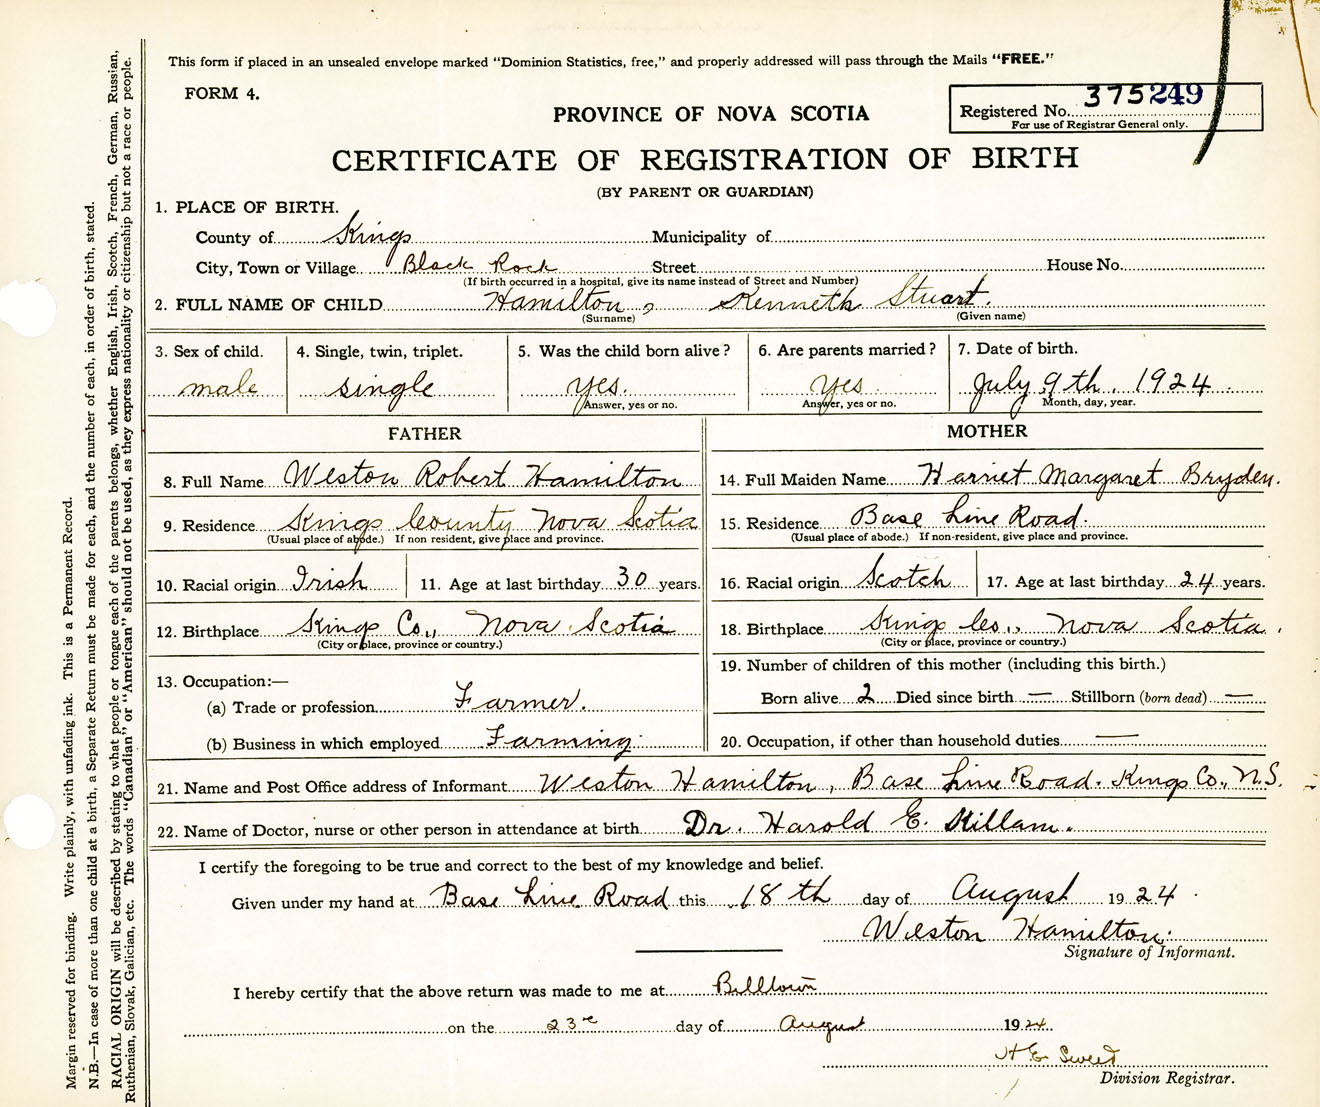 This form if placed in an unsealed envelope marked "Dominion Statistics, free," and properly addressed will pass through the Mails "FREE."
FORM 4.
Registered No. 375249
For use of Registrar General only.
PROVINCE OF NOVA SCOTIA
CERTIFICATE OF REGISTRATION OF BIRTH
(BY PARENT OR GUARDIAN)
1. PLACE OF BIRTH.
County of Kings Municipality of
City, Town or Village Black Rock Street House No.
(If birth occurred in a hospital, give its name instead of Street and Number)
2. FULL NAME OF CHILD Hamilton, Kenneth Stuart.
(Surname) (Given name)
3. Sex of child. 4. Single, twin, triplet. 5. Was the child born alive? 6. Are parents married? 7. Date of birth.
male single yes. yes July 9th. 1924
Answer, yes or no. Answer, yes or no. Month, day, year.
FATHER MOTHER
8. Full Name Weston Robert Hamilton 14. Full Maiden Name Harriet Margaret Bryden.
9. Residence Kings County Nova Scotia 15. Residence Base Line Road.
(Usual place of abode.) If non resident, give place and province. (Usual place of abode.) If non-resident, give place and province.
10. Racial origin Irish 11. Age at last birthday 30 years. 16. Racial origin Scotch 17. Age at last birthday 24 years.
12. Birthplace Kings Co., Nova Scotia 18. Birthplace Kings Co., Nova Scotia.
(City or place, province or country.) (City or place, province or country.)
13. Occupation:—
(a) Trade or profession Farmer.
(b) Business in which employed Farming.
19. Number of children of this mother (including this birth.)
Born alive 2 Died since birth — Stillborn (born dead) —
20. Occupation, if other than household duties —
21. Name and Post Office address of Informant Weston Hamilton, Base Line Road. Kings Co., N.S.
22. Name of Doctor, nurse or other person in attendance at birth Dr. Harold E. Killam.
I certify the foregoing to be true and correct to the best of my knowledge and belief.
Given under my hand at Base Line Road this 18th day of August 1924.
Weston Hamilton.
Signature of Informant.
I hereby certify that the above return was made to me at Billtown
on the 23rd day of August 1924.
H E Sweet
Division Registrar.
Margin reserved for binding. Write plainly, with unfading ink. This is a Permanent Record.
N.B.—In case of more than one child at a birth, a Separate Return must be made for each, and the number of each, in order of birth, stated.
RACIAL ORIGIN will be described by stating to what people or tongue each of the parents belongs, whether English, Irish, Scotch, French, German, Russian,
Ruthenian, Slovak, Galician, etc. The words "Canadian" or "American" should not be used, as they express nationality or citizenship but not a race or people.